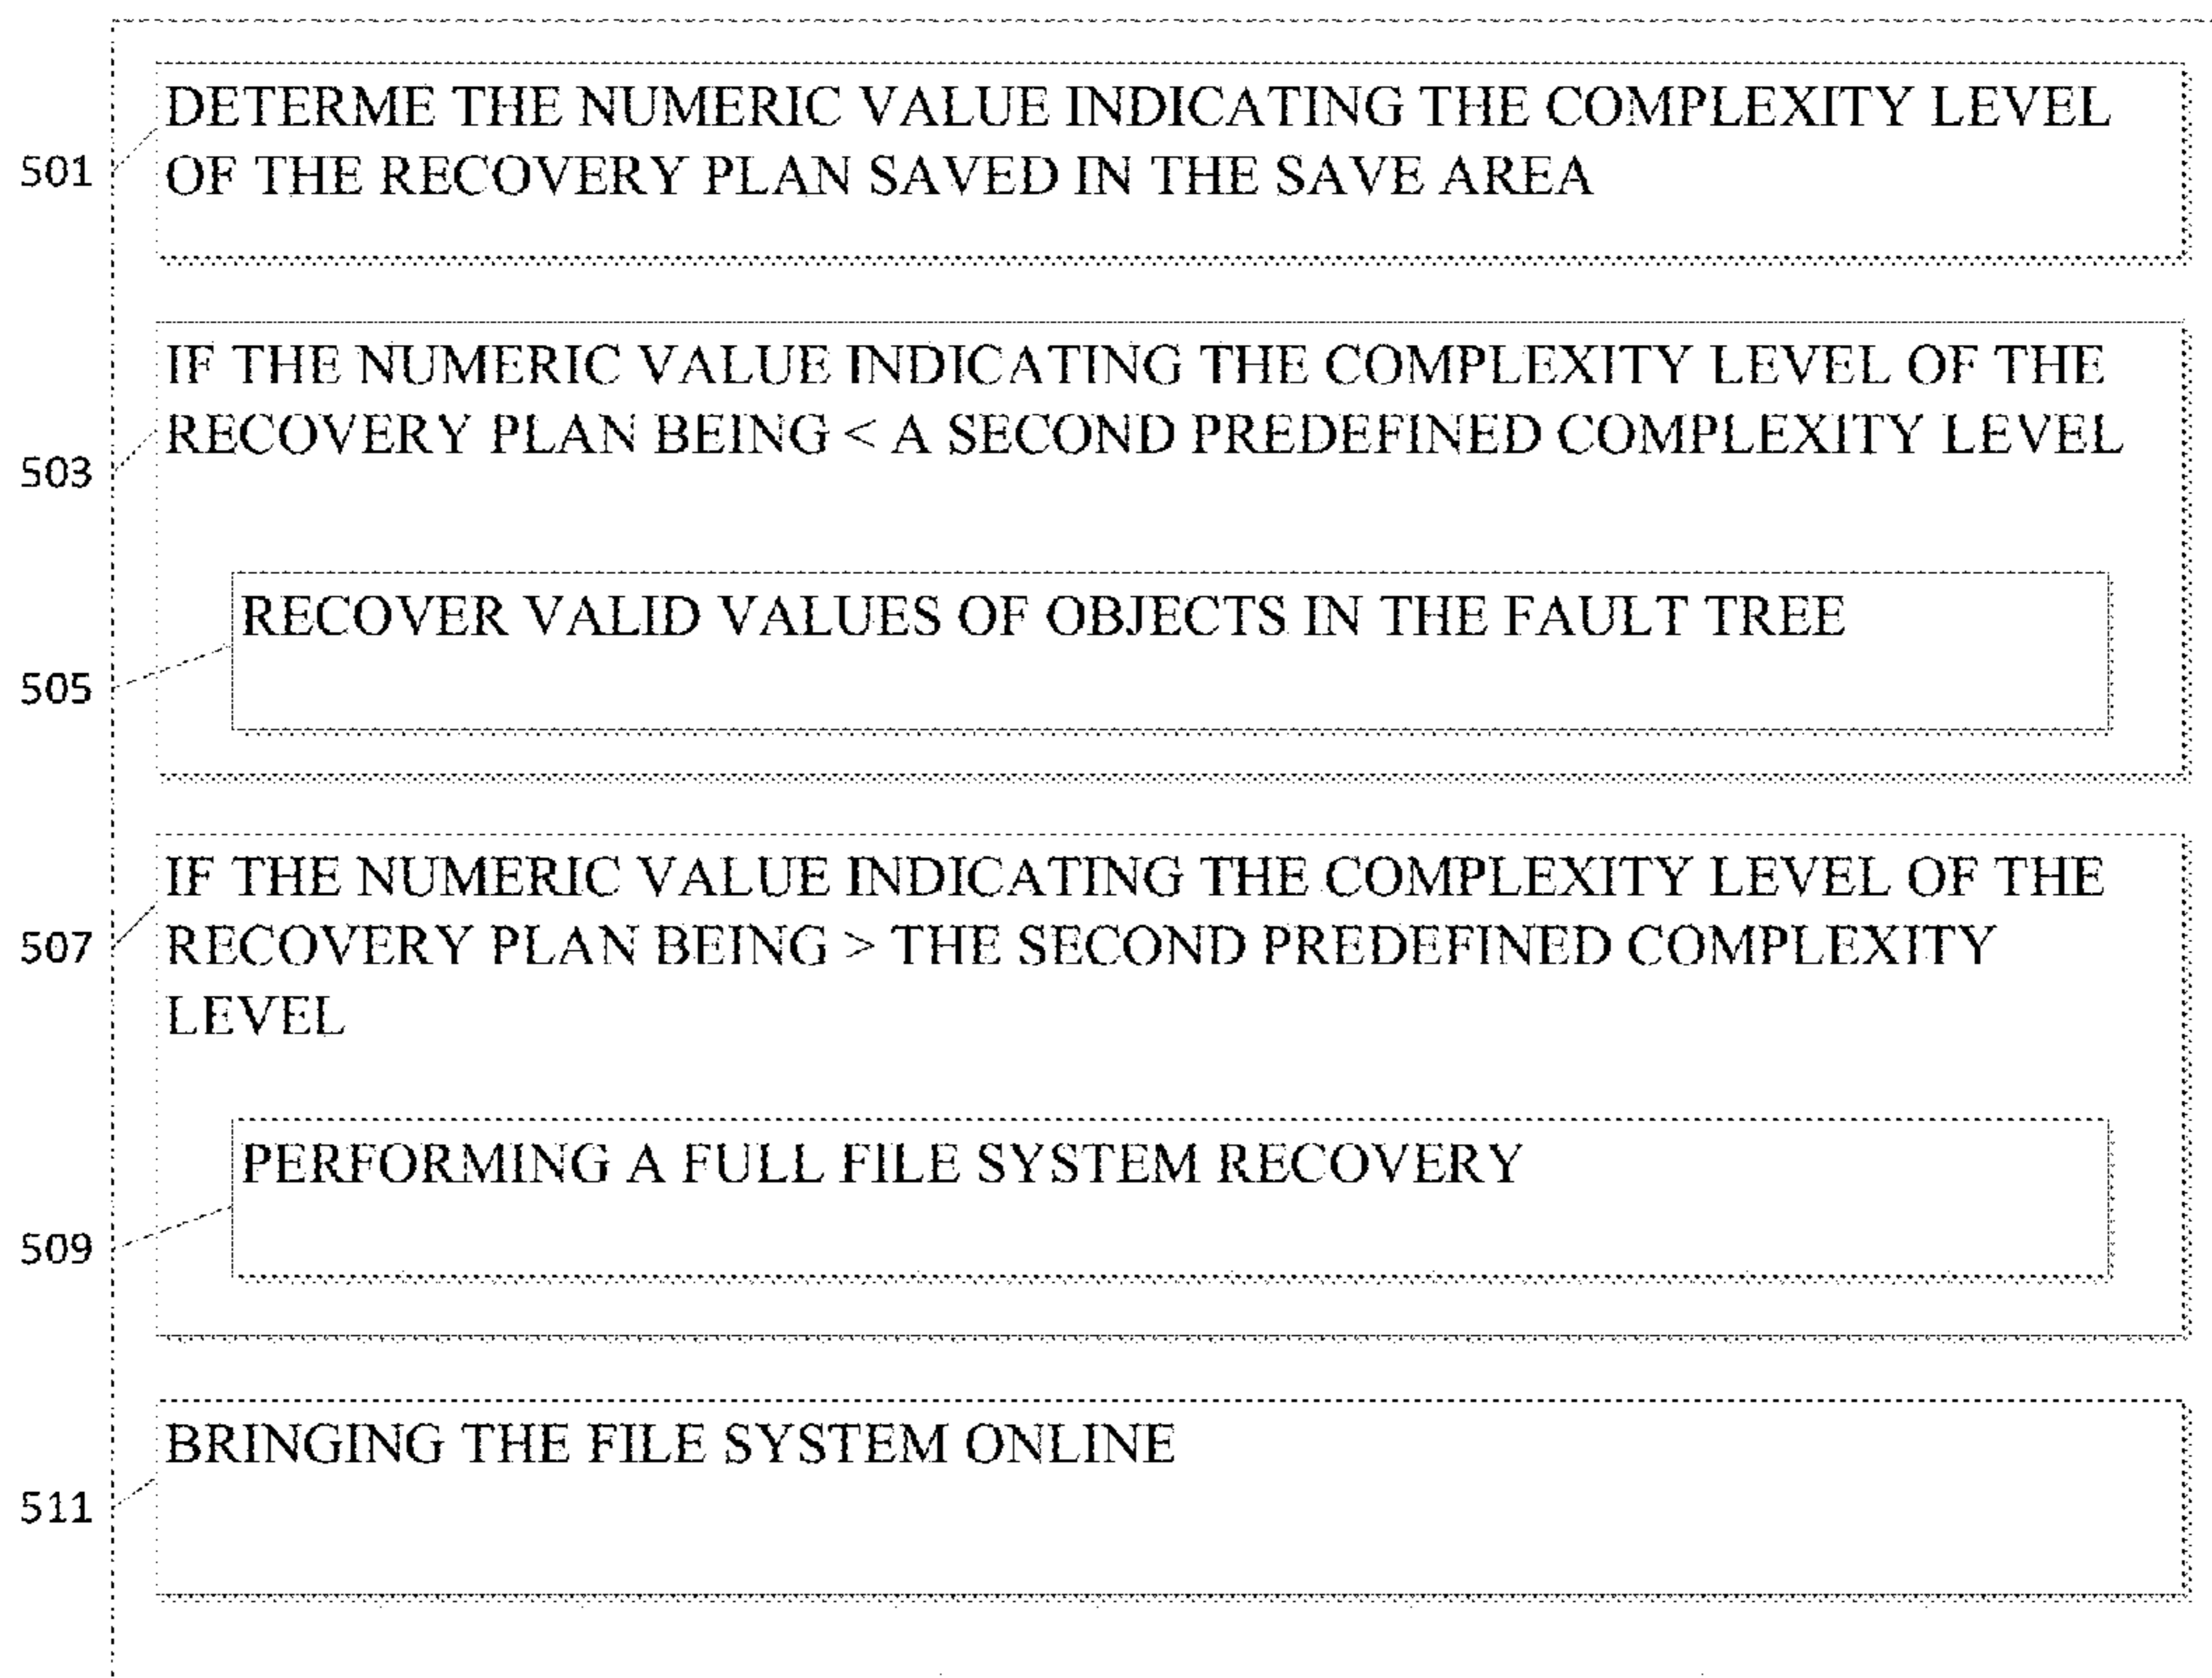 DETERME THE NUMERIC VALUE INDICATING THE COMPLEXITY LEVEL
OF THE RECOVERY PLAN SAVED IN THE SAVE AREA
501
IF THE NUMERIC VALUE INDICATING THE COMPLEXITY LEVEL OF THE
RECOVERY PLAN BEING < A SECOND PREDEFINED COMPLEXITY LEVEL
503
RECOVER VALID VALUES OF OBJECTS IN THE FAULT TREE
505
IF THE NUMERIC VALUE INDICATING THE COMPLEXITY LEVEL OF THE
RECOVERY PLAN BEING > THE SECOND PREDEFINED COMPLEXITY
LEVEL
507
PERFORMING A FULL FILE SYSTEM RECOVERY
509
BRINGING THE FILE SYSTEM ONLINE
511